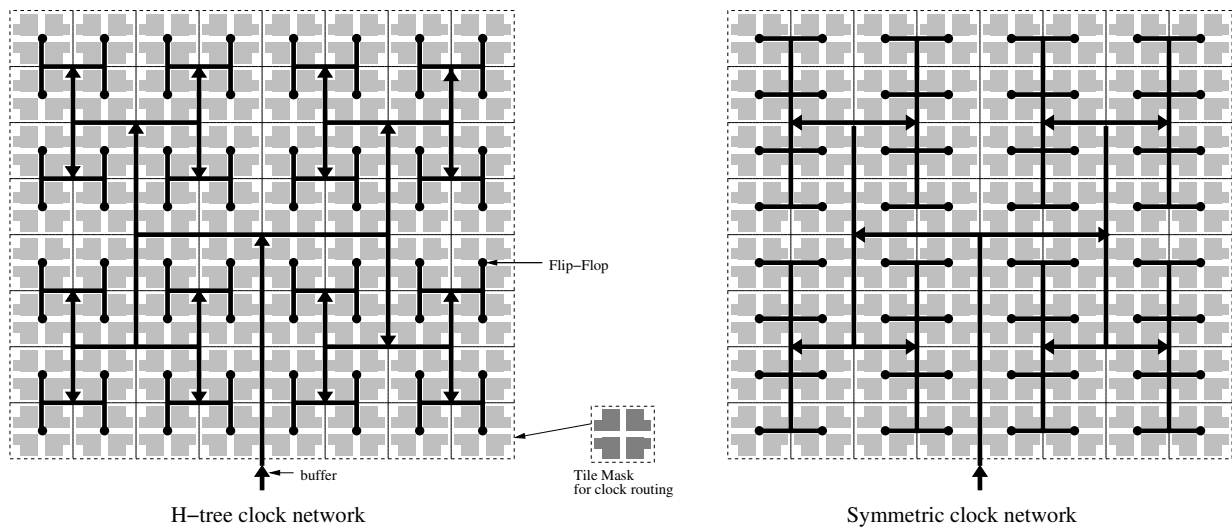 Flip−Flop
buffer
Tile Mask
for clock routing
H−tree clock network
Symmetric clock network